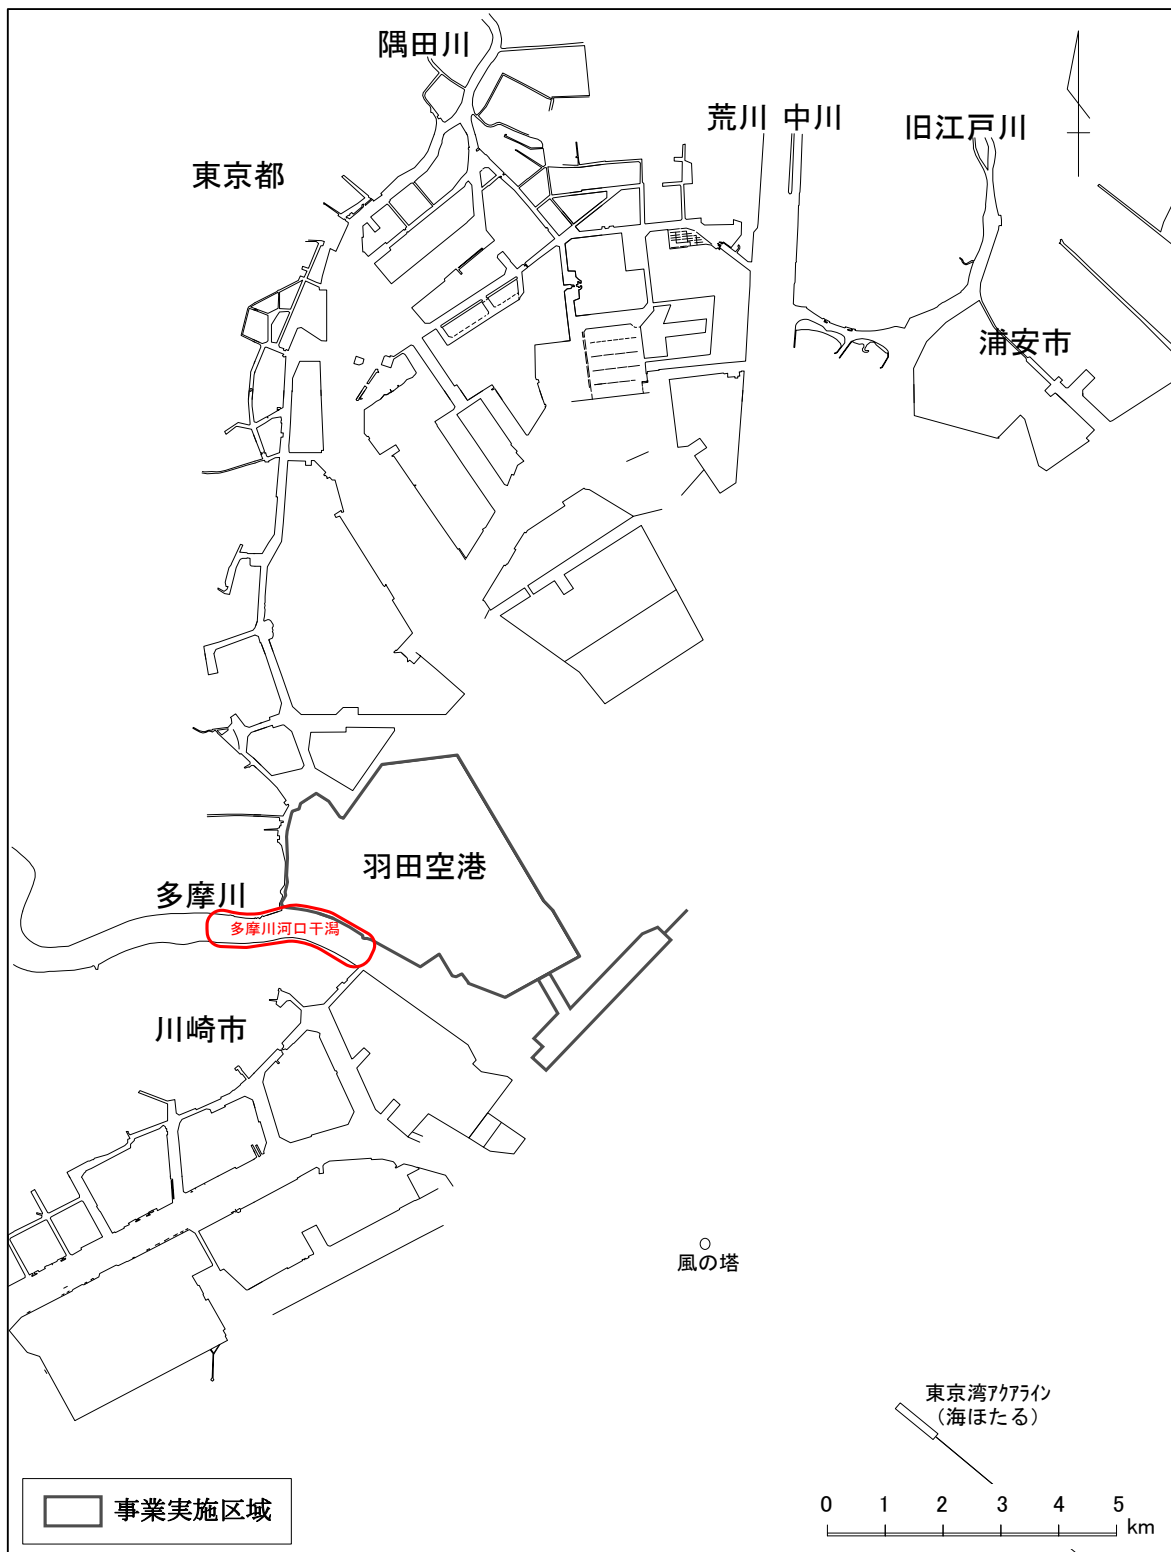 隅田川
荒川 中川
旧江戸川
東京都
浦安市
羽田空港
多摩川
多摩川河口干潟
川崎市
風の塔
東京湾ｱｸｱﾗｲﾝ
（海ほたる）
事業実施区域
0 1 2 3 4 5
km